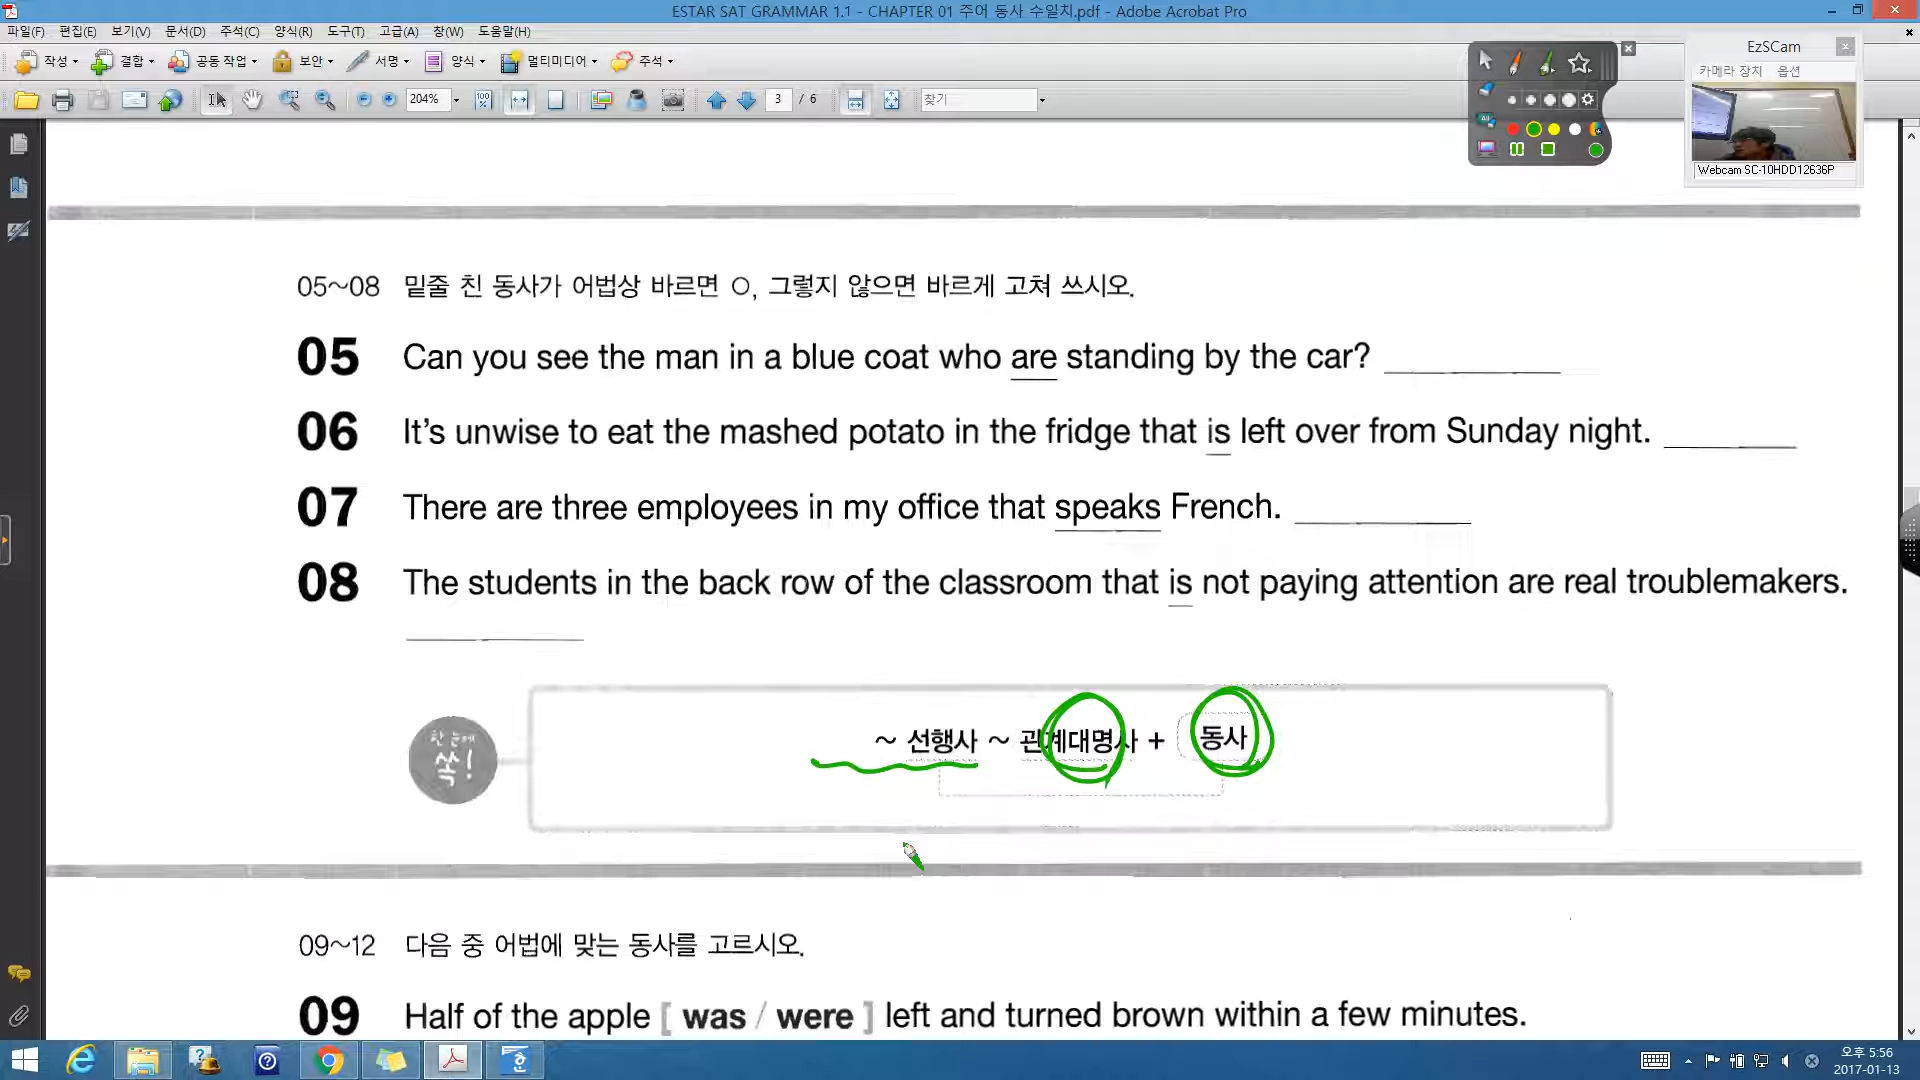 ESTAR SAT GRAMMAR 1.1 - CHAPTER 01 주어 동사 수일치.pdf - Adobe Acrobat Pro
파일(F) 편집(E) 보기(V) 문서(D) 주석(C) 양식(R) 도구(T) 고급(A) 창(W) 도움말(H)
작성 결합 공동 작업 보안 서명 양식 멀티미디어 주석
204% 3 / 6 찾기
EzSCam
카메라 장치 옵션
Webcam SC-10HDD12636P
05~08 밑줄 친 동사가 어법상 바르면 O, 그렇지 않으면 바르게 고쳐 쓰시오.
05 Can you see the man in a blue coat who are standing by the car?
06 It's unwise to eat the mashed potato in the fridge that is left over from Sunday night.
07 There are three employees in my office that speaks French.
08 The students in the back row of the classroom that is not paying attention are real troublemakers.
한 눈에
쏙!
~ 선행사 ~ 관계대명사 + 동사
09~12 다음 중 어법에 맞는 동사를 고르시오.
09 Half of the apple [ was / were ] left and turned brown within a few minutes.
오후 5:56
2017-01-13